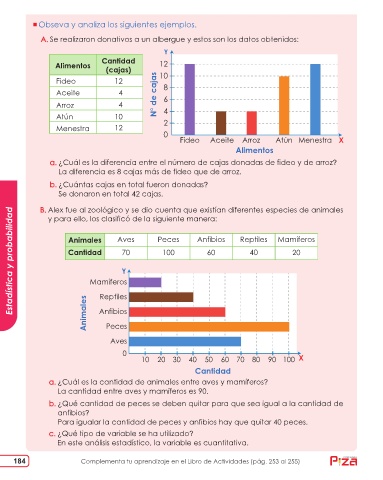 Obseva y analiza los siguientes ejemplos.
A. Se realizaron donativos a un albergue y estos son los datos obtenidos:
Alimentos Cantidad (cajas)
Fideo 12
Aceite 4
Arroz 4
Atún 10
Menestra 12
Y
12
10
8
6
4
2
0
N° de cajas
Fideo Aceite Arroz Atún Menestra X
Alimentos
a. ¿Cuál es la diferencia entre el número de cajas donadas de fideo y de arroz?
La diferencia es 8 cajas más de fideo que de arroz.
b. ¿Cuántas cajas en total fueron donadas?
Se donaron en total 42 cajas.
B. Alex fue al zoológico y se dio cuenta que existían diferentes especies de animales
y para ello, los clasificó de la siguiente manera:
Animales Aves Peces Anfibios Reptiles Mamíferos
Cantidad 70 100 60 40 20
Y
Mamíferos
Reptiles
Anfibios
Peces
Aves
0
Animales
10 20 30 40 50 60 70 80 90 100 X
Cantidad
a. ¿Cuál es la cantidad de animales entre aves y mamíferos?
La cantidad entre aves y mamíferos es 90.
b. ¿Qué cantidad de peces se deben quitar para que sea igual a la cantidad de
anfibios?
Para igualar la cantidad de peces y anfibios hay que quitar 40 peces.
c. ¿Qué tipo de variable se ha utilizado?
En este análisis estadístico, la variable es cuantitativa.
Estadística y probabilidad
184 Complementa tu aprendizaje en el Libro de Actividades (pág. 253 al 255)